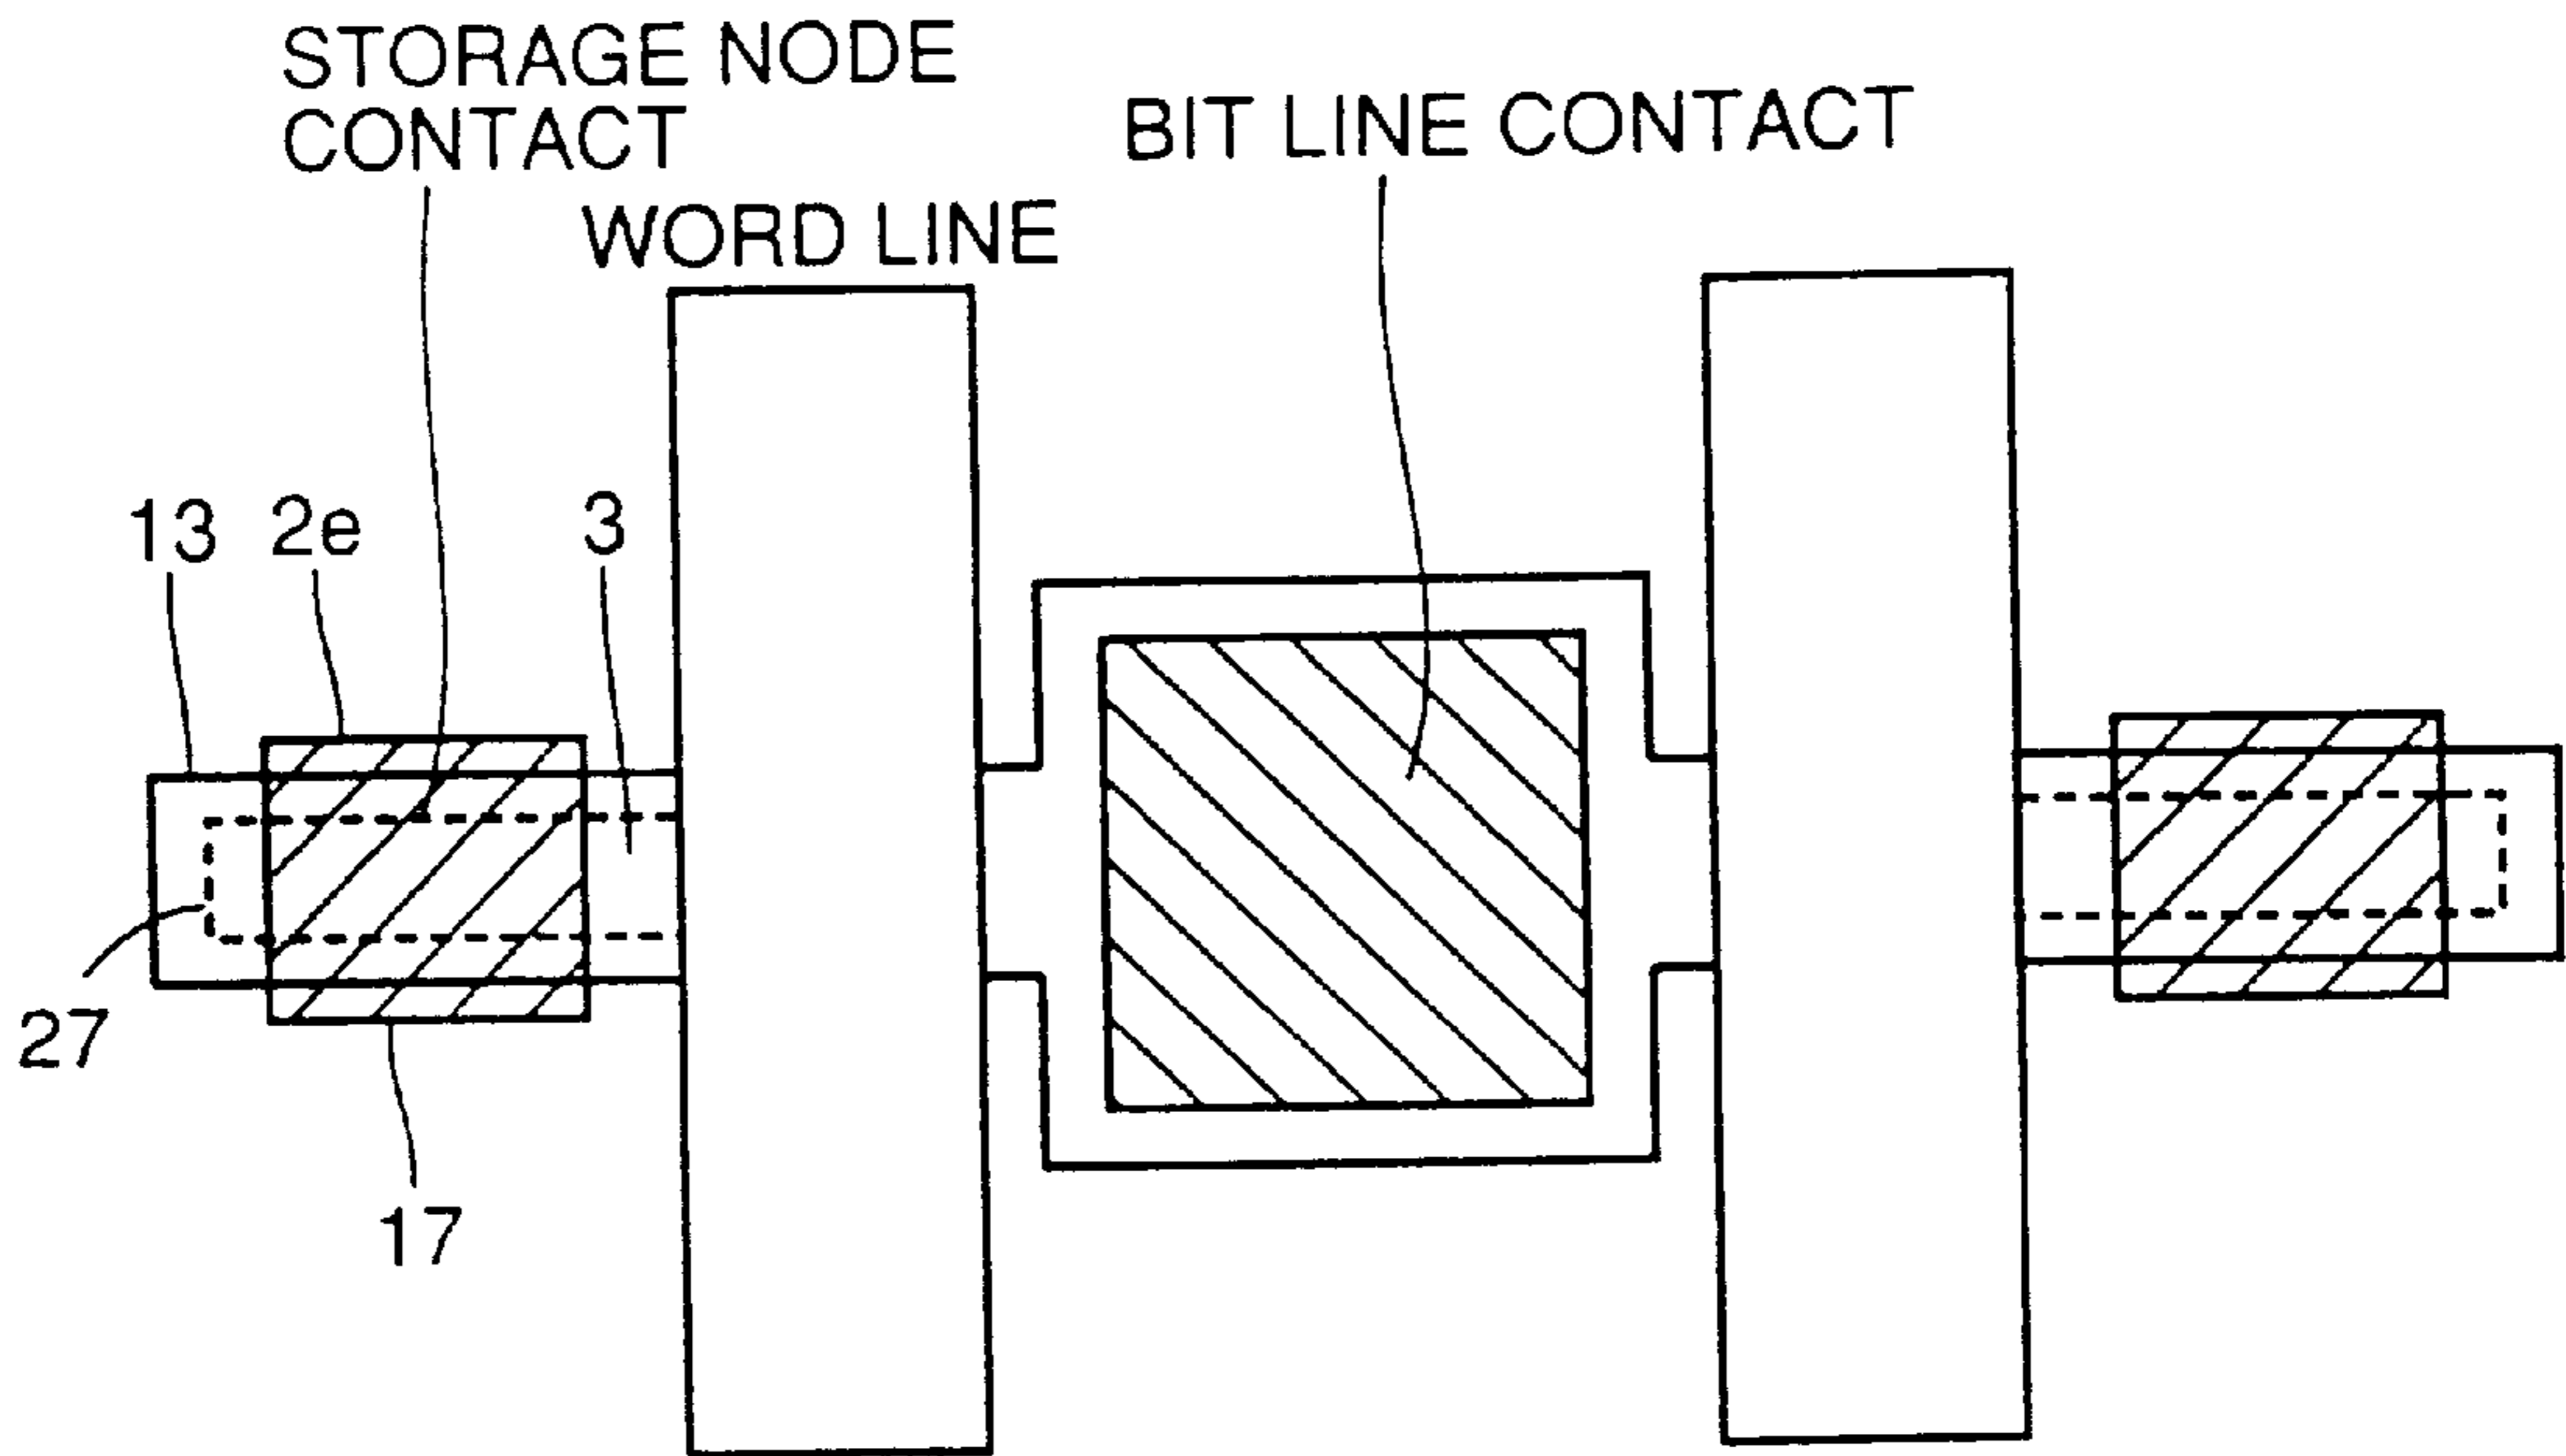 STORAGE NODE
CONTACT
BIT LINE CONTACT
WORD LINE
13
2e
3
27
17